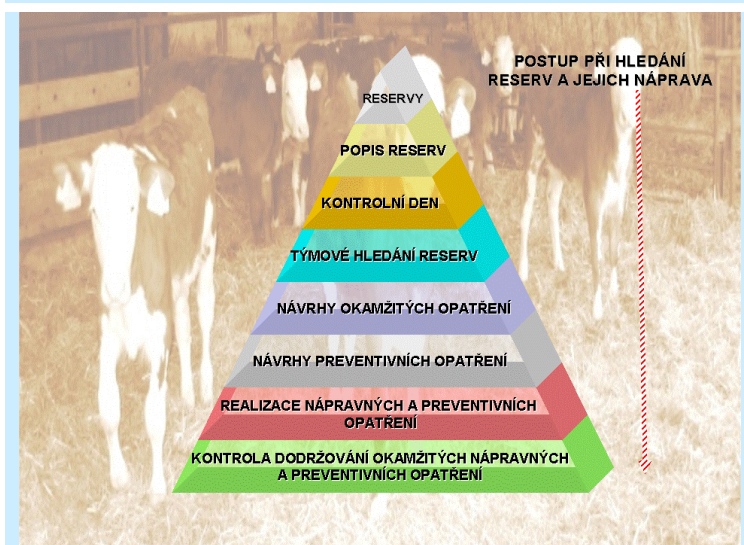 POSTUP PŘI HLEDÁNÍ
RESERV A JEJICH NÁPRAVA
RESERVY
POPIS RESERV
KONTROLNÍ DEN
TÝMOVÉ HLEDÁNÍ RESERV
NÁVRHY OKAMŽITÝCH OPATŘENÍ
NÁVRHY PREVENTIVNÍCH OPATŘENÍ
REALIZACE NÁPRAVNÝCH A PREVENTIVNÍCH
OPATŘENÍ
KONTROLA DODRŽOVÁNÍ OKAMŽITÝCH NÁPRAVNÝCH
A PREVENTIVNÍCH OPATŘENÍ